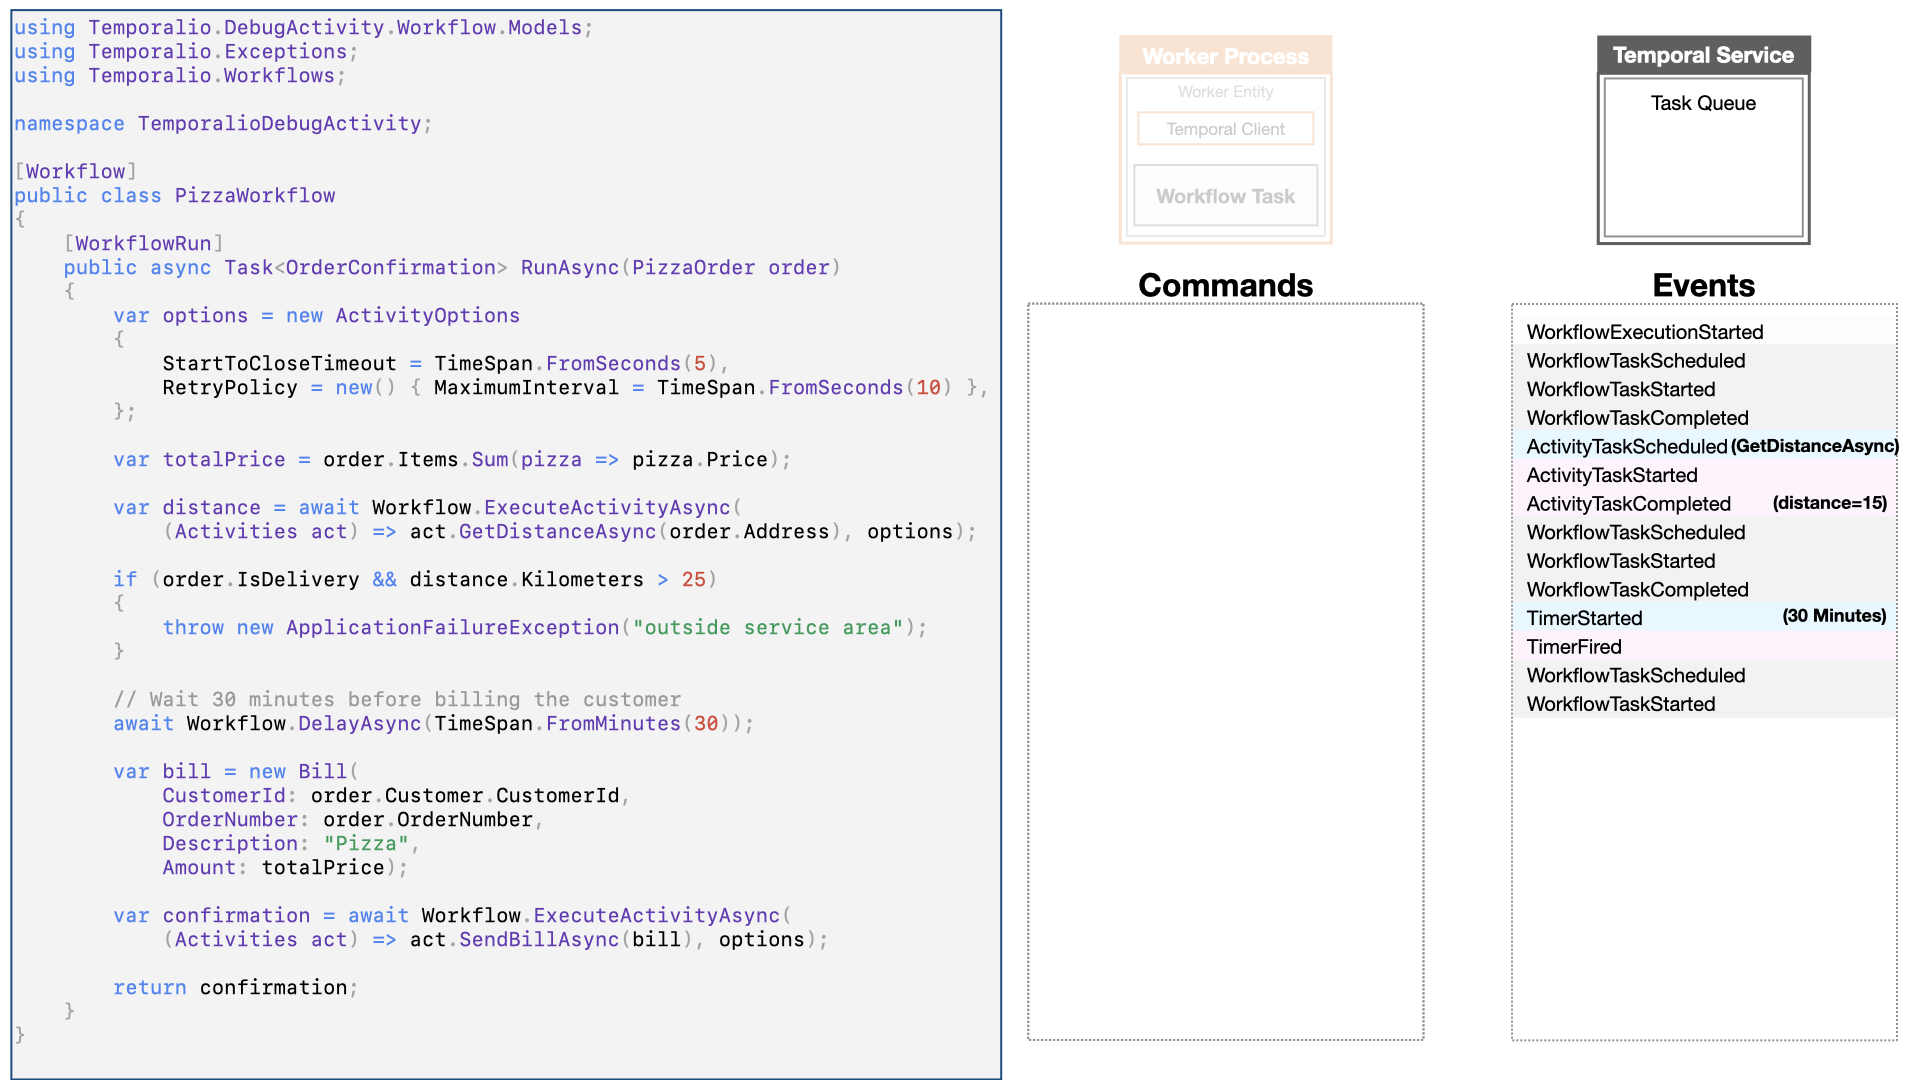 using Temporalio.DebugActivity.Workflow.Models;
using Temporalio.Exceptions;
using Temporalio.Workflows;

namespace TemporalioDebugActivity;

[Workflow]
public class PizzaWorkflow
{
    [WorkflowRun]
    public async Task<OrderConfirmation> RunAsync(PizzaOrder order)
    {
        var options = new ActivityOptions
        {
            StartToCloseTimeout = TimeSpan.FromSeconds(5),
            RetryPolicy = new() { MaximumInterval = TimeSpan.FromSeconds(10) },
        };

        var totalPrice = order.Items.Sum(pizza => pizza.Price);

        var distance = await Workflow.ExecuteActivityAsync(
            (Activities act) => act.GetDistanceAsync(order.Address), options);

        if (order.IsDelivery && distance.Kilometers > 25)
        {
            throw new ApplicationFailureException("outside service area");
        }

        // Wait 30 minutes before billing the customer
        await Workflow.DelayAsync(TimeSpan.FromMinutes(30));

        var bill = new Bill(
            CustomerId: order.Customer.CustomerId,
            OrderNumber: order.OrderNumber,
            Description: "Pizza",
            Amount: totalPrice);

        var confirmation = await Workflow.ExecuteActivityAsync(
            (Activities act) => act.SendBillAsync(bill), options);

        return confirmation;
    }
}
Worker Process
Worker Entity
Temporal Client
Workflow Task
Commands
Temporal Service
Task Queue
Events
WorkflowExecutionStarted
WorkflowTaskScheduled
WorkflowTaskStarted
WorkflowTaskCompleted
ActivityTaskScheduled (GetDistanceAsync)
ActivityTaskStarted
ActivityTaskCompleted (distance=15)
WorkflowTaskScheduled
WorkflowTaskStarted
WorkflowTaskCompleted
TimerStarted (30 Minutes)
TimerFired
WorkflowTaskScheduled
WorkflowTaskStarted